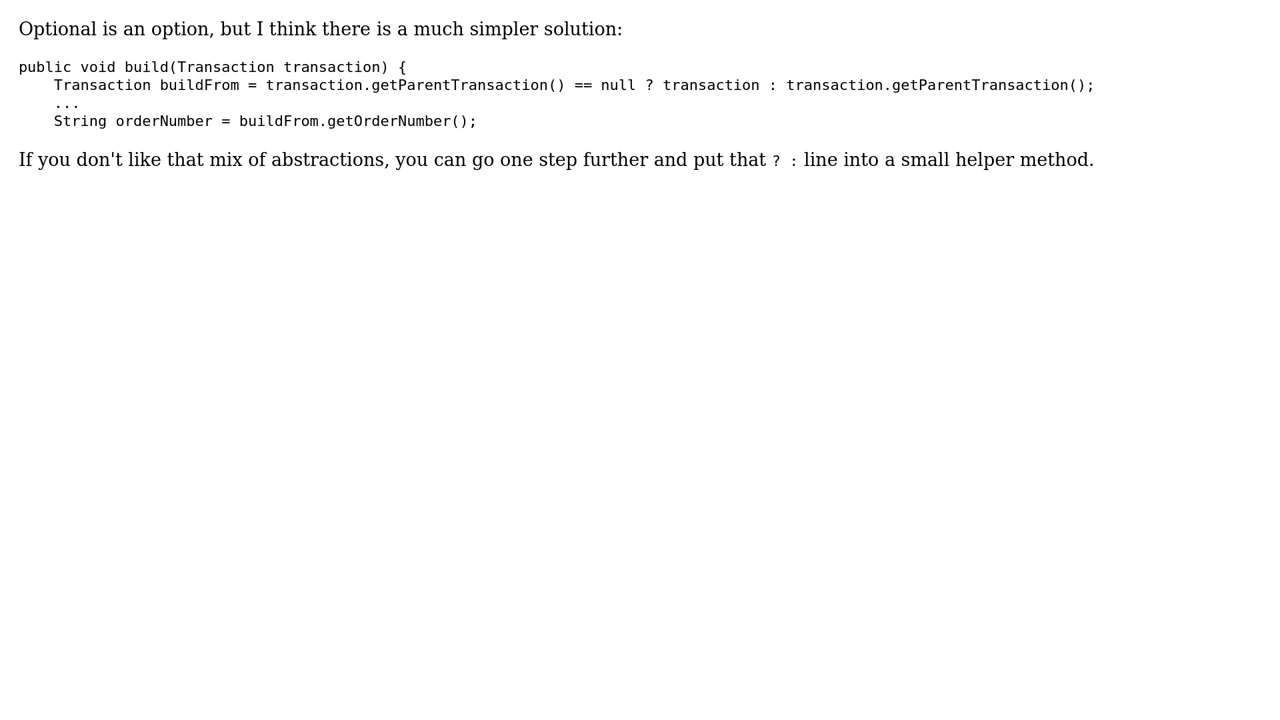 Optional is an option, but I think there is a much simpler solution:
public void build(Transaction transaction) {
    Transaction buildFrom = transaction.getParentTransaction() == null ? transaction : transaction.getParentTransaction();
    ...
    String orderNumber = buildFrom.getOrderNumber();
If you don't like that mix of abstractions, you can go one step further and put that ? : line into a small helper method.